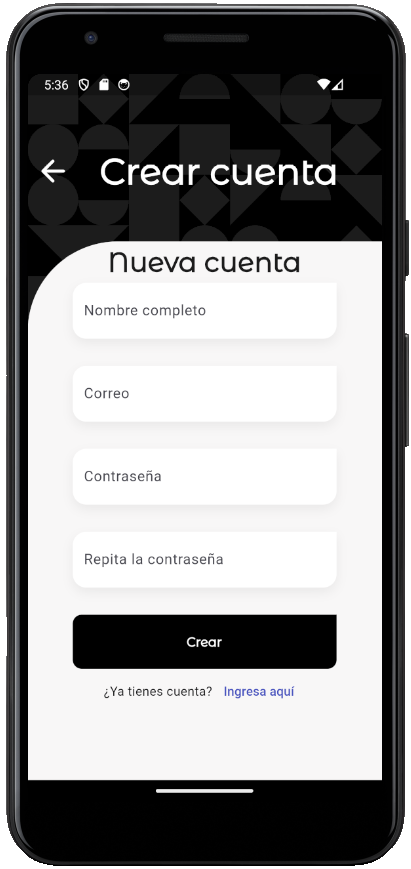 5:36
Crear cuenta
Nueva cuenta
Nombre completo
Correo
Contraseña
Repita la contraseña
Crear
¿Ya tienes cuenta? Ingresa aquí